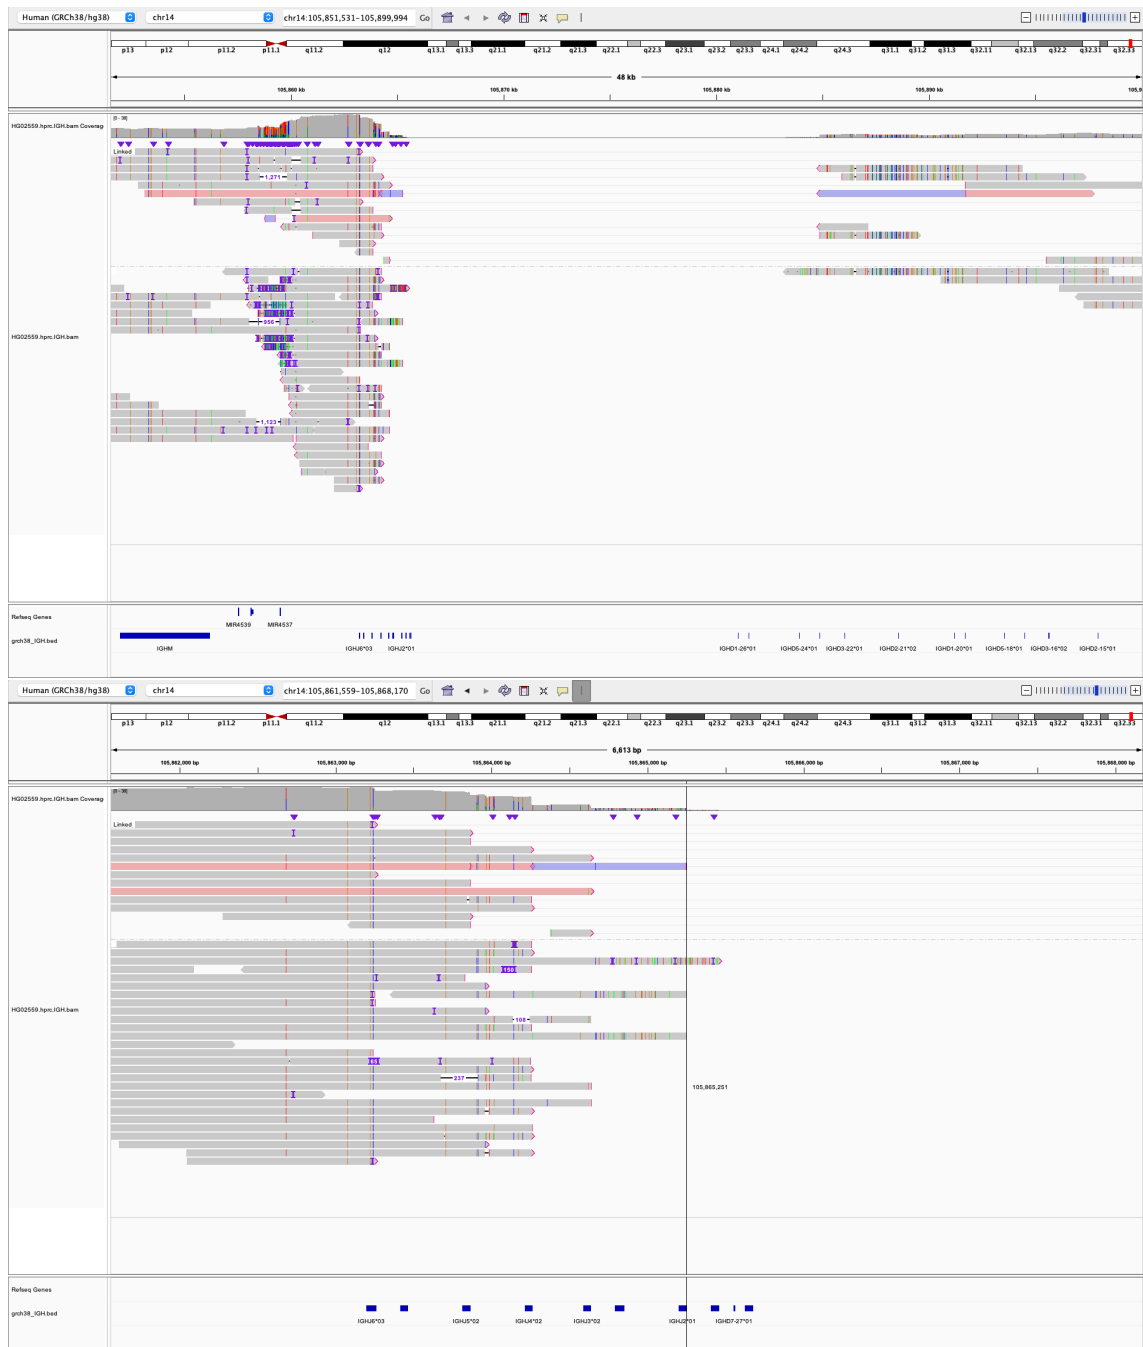 Human (GRCh38/hg38) chr14 chr14:105,851,531-105,899,994 Go
p13 p12 p11.2 p11.1 q11.2 q12 q13.1 q13.3 q21.1 q21.2 q21.3 q22.1 q22.3 q23.1 q23.2 q23.3 q24.1 q24.2 q24.3 q31.1 q31.2 q31.3 q32.11 q32.13 q32.2 q32.31 q32.33
48 kb
105,860 kb 105,870 kb 105,880 kb 105,890 kb 105,9
HG02559.hprc.IGH.bam Coverag
[0 - 38]
Linked
1,271
956
HG02559.hprc.IGH.bam
1,123
Refseq Genes
MIR4539 MIR4537
grch38_IGH.bed
IGHM IGHJ6*03 IGHJ2*01 IGHD1-26*01 IGHD5-24*01 IGHD3-22*01 IGHD2-21*02 IGHD1-20*01 IGHD5-18*01 IGHD3-16*02 IGHD2-15*01
Human (GRCh38/hg38) chr14 chr14:105,861,559-105,868,170 Go
p13 p12 p11.2 p11.1 q11.2 q12 q13.1 q13.3 q21.1 q21.2 q21.3 q22.1 q22.3 q23.1 q23.2 q23.3 q24.1 q24.2 q24.3 q31.1 q31.2 q31.3 q32.11 q32.13 q32.2 q32.31 q32.33
6,613 bp
105,862,000 bp 105,863,000 bp 105,864,000 bp 105,865,000 bp 105,866,000 bp 105,867,000 bp 105,868,000 bp
HG02559.hprc.IGH.bam Coverag
[0 - 38]
Linked
150
HG02559.hprc.IGH.bam
108
237
105,865,251
Refseq Genes
grch38_IGH.bed
IGHJ6*03 IGHJ5*02 IGHJ4*02 IGHJ3*02 IGHJ2*01 IGHD7-27*01